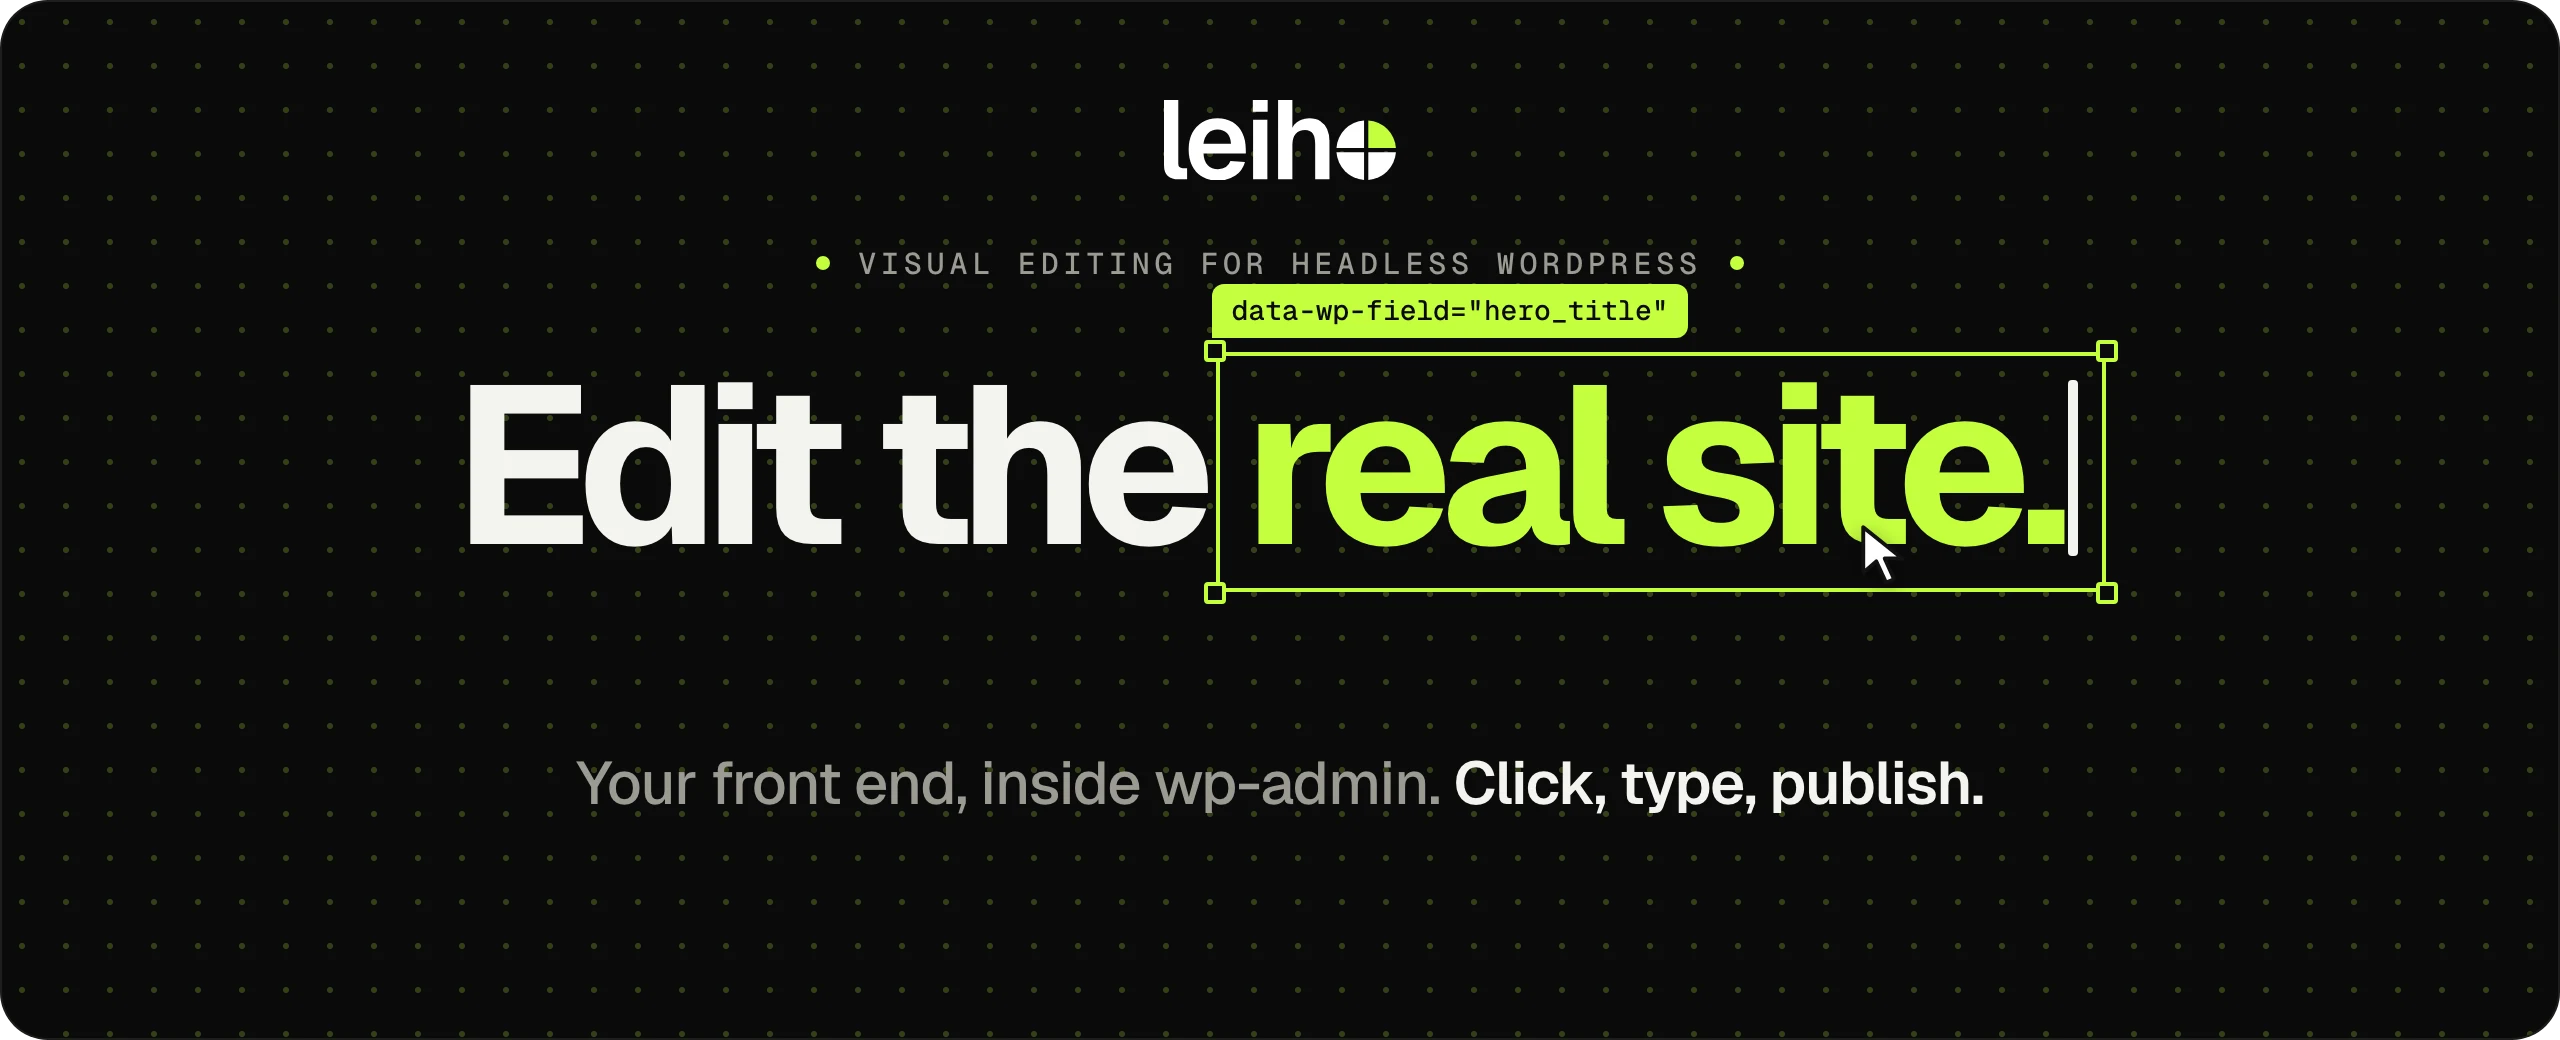 leiho
VISUAL EDITING FOR HEADLESS WORDPRESS
data-wp-field="hero_title"
Edit the real site.
Your front end, inside wp-admin. Click, type, publish.